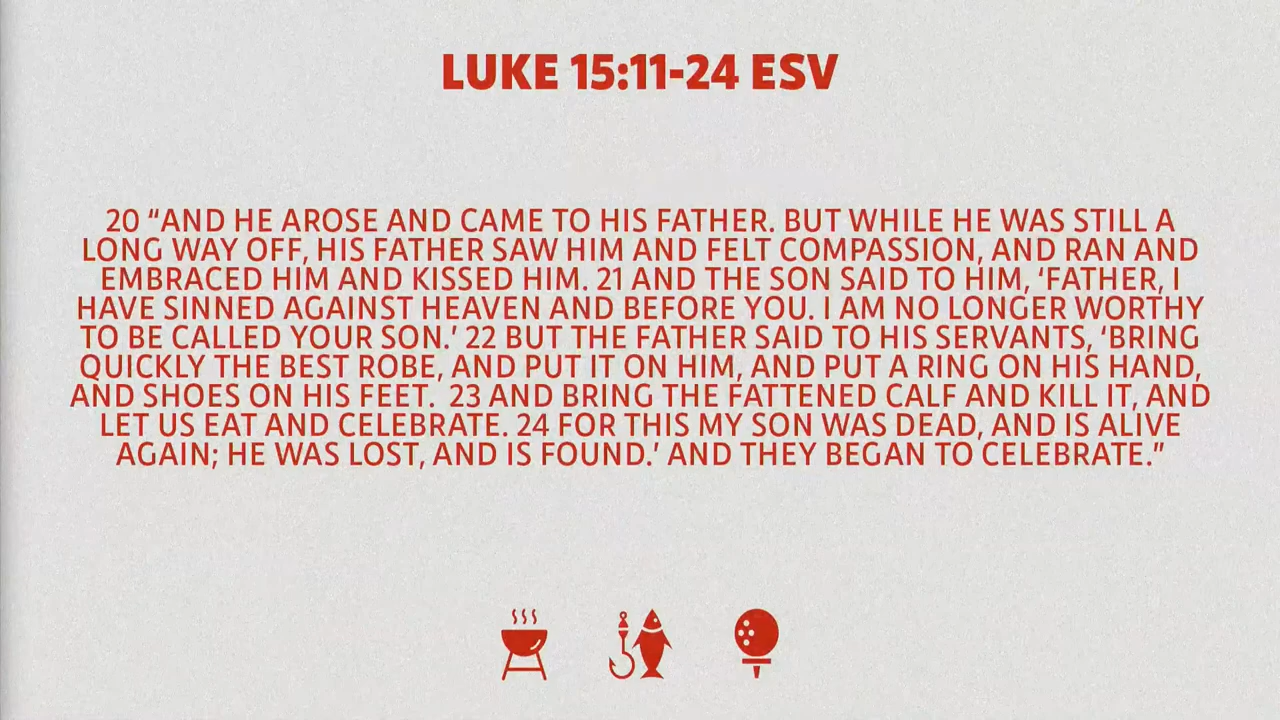 LUKE 15:11-24 ESV
20 “AND HE AROSE AND CAME TO HIS FATHER. BUT WHILE HE WAS STILL A
LONG WAY OFF, HIS FATHER SAW HIM AND FELT COMPASSION, AND RAN AND
EMBRACED HIM AND KISSED HIM. 21 AND THE SON SAID TO HIM, ‘FATHER, I
HAVE SINNED AGAINST HEAVEN AND BEFORE YOU. I AM NO LONGER WORTHY
TO BE CALLED YOUR SON.’ 22 BUT THE FATHER SAID TO HIS SERVANTS, ‘BRING
QUICKLY THE BEST ROBE, AND PUT IT ON HIM, AND PUT A RING ON HIS HAND,
AND SHOES ON HIS FEET. 23 AND BRING THE FATTENED CALF AND KILL IT, AND
LET US EAT AND CELEBRATE. 24 FOR THIS MY SON WAS DEAD, AND IS ALIVE
AGAIN; HE WAS LOST, AND IS FOUND.’ AND THEY BEGAN TO CELEBRATE.”